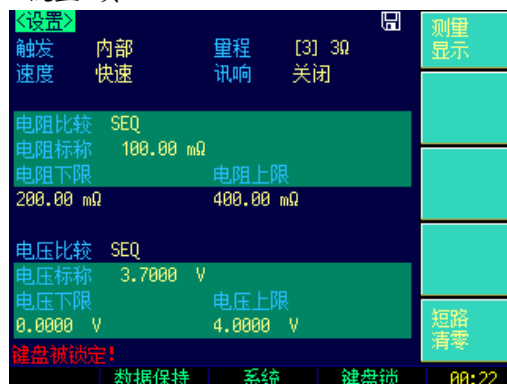 <设置>
触发 内部 量程 [3] 3Ω
速度 快速 讯响 关闭
电阻比较 SEQ
电阻标称 100.00 mΩ
电阻下限 电阻上限
200.00 mΩ 400.00 mΩ
电压比较 SEQ
电压标称 3.7000 V
电压下限 电压上限
0.0000 V 4.0000 V
键盘被锁定!
数据保持 系统 键盘锁 00:22
测量
显示
短路
清零